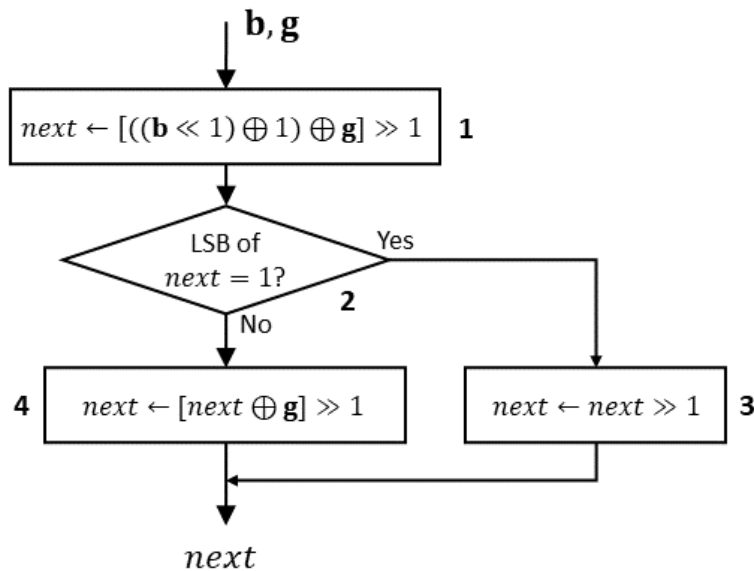 b, g
next ← [((b ≪ 1) ⊕ 1) ⊕ g] ≫ 1
1
LSB of
next = 1?
Yes
2
No
4
next ← [next ⊕ g] ≫ 1
next ← next ≫ 1
3
next